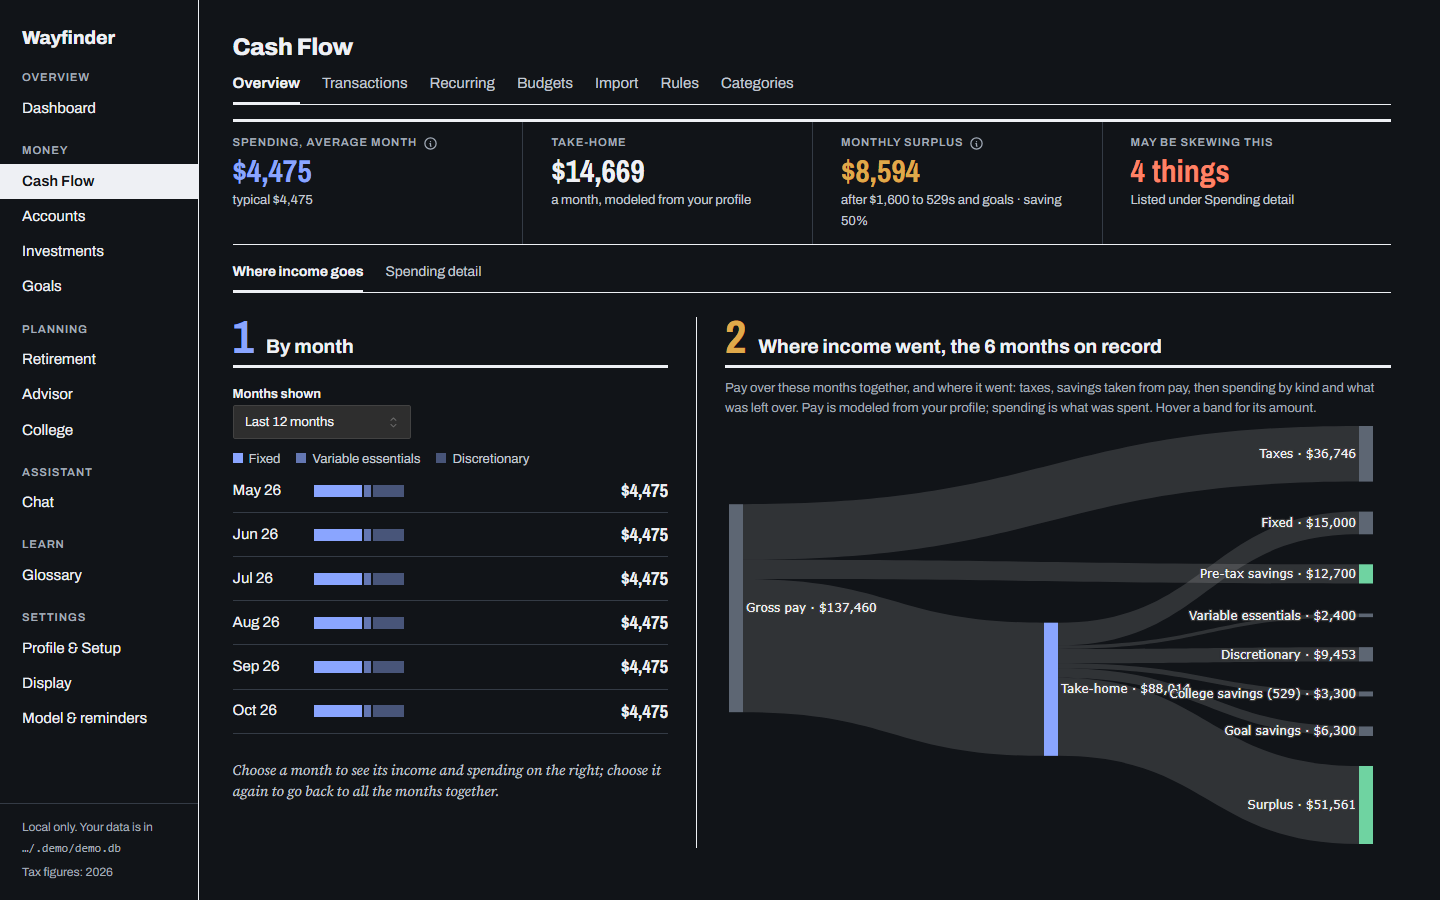 Wayfinder
OVERVIEW
Dashboard
MONEY
Cash Flow
Accounts
Investments
Goals
PLANNING
Retirement
Advisor
College
ASSISTANT
Chat
LEARN
Glossary
SETTINGS
Profile & Setup
Display
Model & reminders
Local only. Your data is in
…/.demo/demo.db
Tax figures: 2026
Cash Flow
Overview Transactions Recurring Budgets Import Rules Categories
SPENDING, AVERAGE MONTH
$4,475
typical $4,475
TAKE-HOME
$14,669
a month, modeled from your profile
MONTHLY SURPLUS
$8,594
after $1,600 to 529s and goals · saving
50%
MAY BE SKEWING THIS
4 things
Listed under Spending detail
Where income goes Spending detail
1 By month
Months shown
Last 12 months
Fixed Variable essentials Discretionary
May 26 $4,475
Jun 26 $4,475
Jul 26 $4,475
Aug 26 $4,475
Sep 26 $4,475
Oct 26 $4,475
Choose a month to see its income and spending on the right; choose it
again to go back to all the months together.
2 Where income went, the 6 months on record
Pay over these months together, and where it went: taxes, savings taken from pay, then spending by kind and what
was left over. Pay is modeled from your profile; spending is what was spent. Hover a band for its amount.
Taxes · $36,746
Fixed · $15,000
Pre-tax savings · $12,700
Gross pay · $137,460
Variable essentials · $2,400
Discretionary · $9,453
Take-home · $88,014
College savings (529) · $3,300
Goal savings · $6,300
Surplus · $51,561